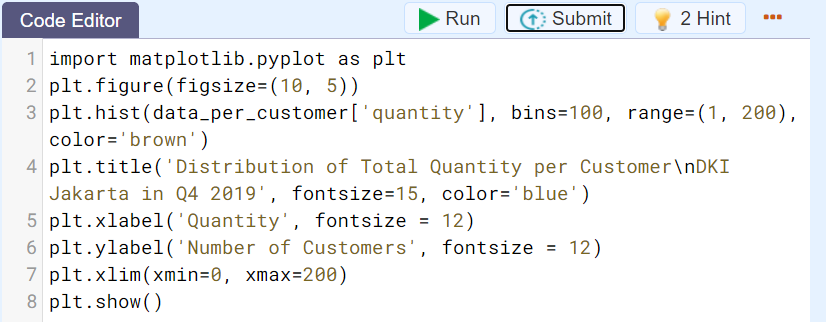 Code Editor
Run
Submit
2 Hint
1 import matplotlib.pyplot as plt
2 plt.figure(figsize=(10, 5))
3 plt.hist(data_per_customer['quantity'], bins=100, range=(1, 200),
color='brown')
4 plt.title('Distribution of Total Quantity per Customer\nDKI
Jakarta in Q4 2019', fontsize=15, color='blue')
5 plt.xlabel('Quantity', fontsize = 12)
6 plt.ylabel('Number of Customers', fontsize = 12)
7 plt.xlim(xmin=0, xmax=200)
8 plt.show()